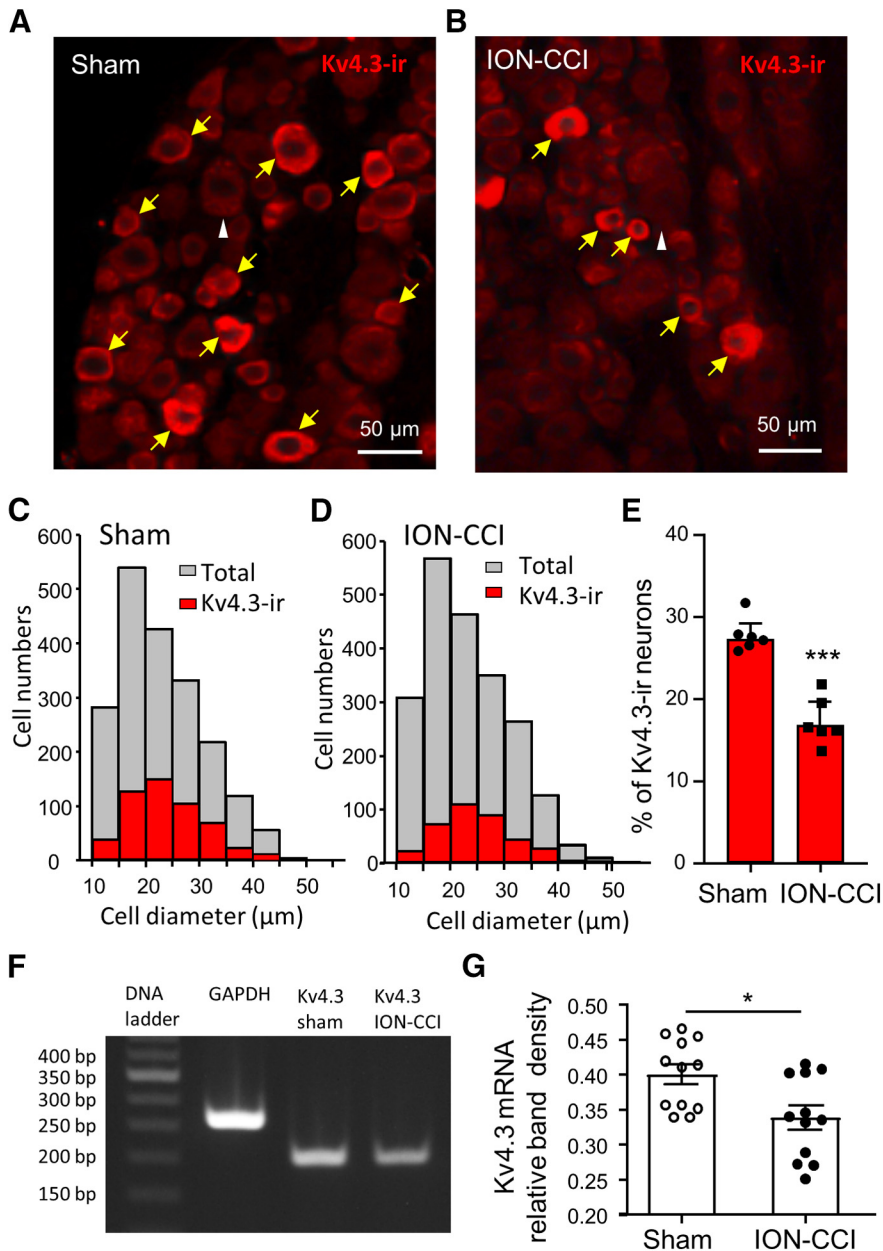 A
Sham
Kv4.3-ir
50 μm
B
ION-CCI
Kv4.3-ir
50 μm
C
Sham
Total
Kv4.3-ir
Cell numbers
600
500
400
300
200
100
0
10 20 30 40 50
Cell diameter (μm)
D
ION-CCI
Total
Kv4.3-ir
Cell numbers
600
500
400
300
200
100
0
10 20 30 40 50
Cell diameter (μm)
E
% of Kv4.3-ir neurons
40
30
20
10
0
***
Sham ION-CCI
F
DNA
ladder
GAPDH
Kv4.3
sham
Kv4.3
ION-CCI
400 bp
350 bp
300 bp
250 bp
200 bp
150 bp
G
Kv4.3 mRNA
relative band density
0.50
0.45
0.40
0.35
0.30
0.25
0.20
*
Sham ION-CCI